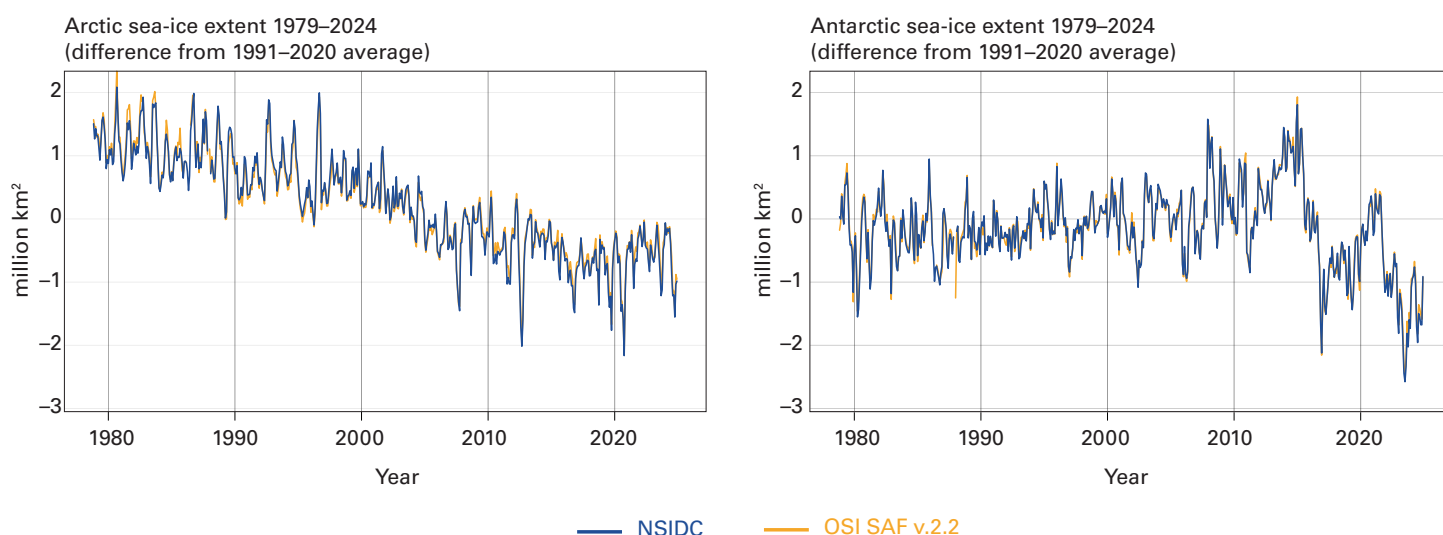 Arctic sea-ice extent 1979–2024
(difference from 1991–2020 average)
2
1
0
−1
−2
−3
million km²
1980 1990 2000 2010 2020
Year
Antarctic sea-ice extent 1979–2024
(difference from 1991–2020 average)
2
1
0
−1
−2
−3
million km²
1980 1990 2000 2010 2020
Year
NSIDC OSI SAF v.2.2